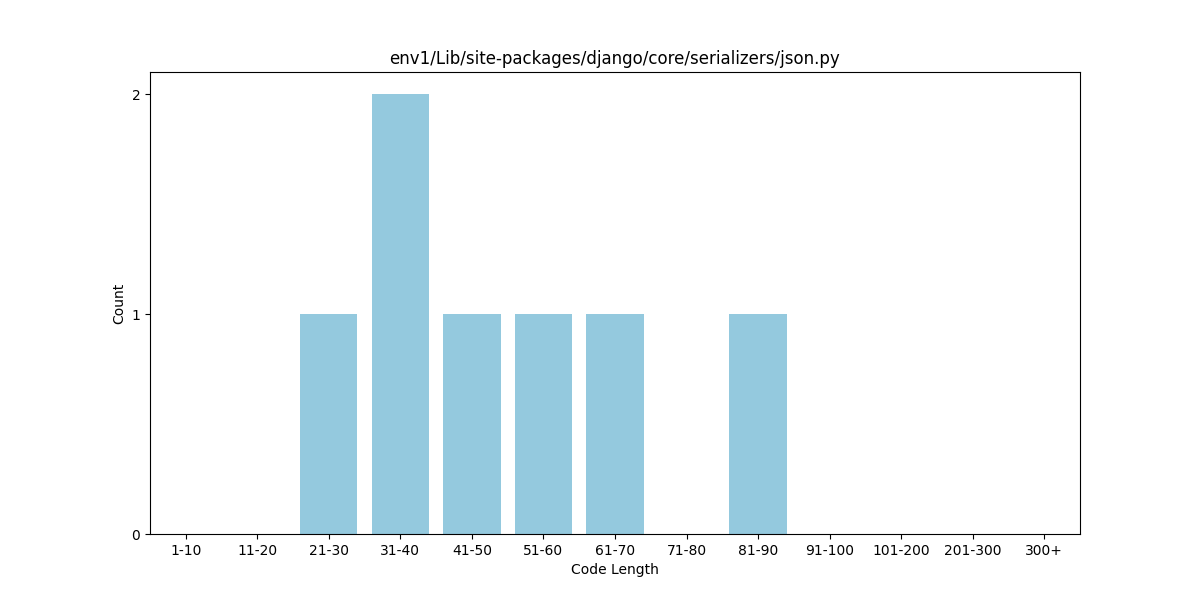 env1/Lib/site-packages/django/core/serializers/json.py
2
1
0
Count
1-10 11-20 21-30 31-40 41-50 51-60 61-70 71-80 81-90 91-100 101-200 201-300 300+
Code Length